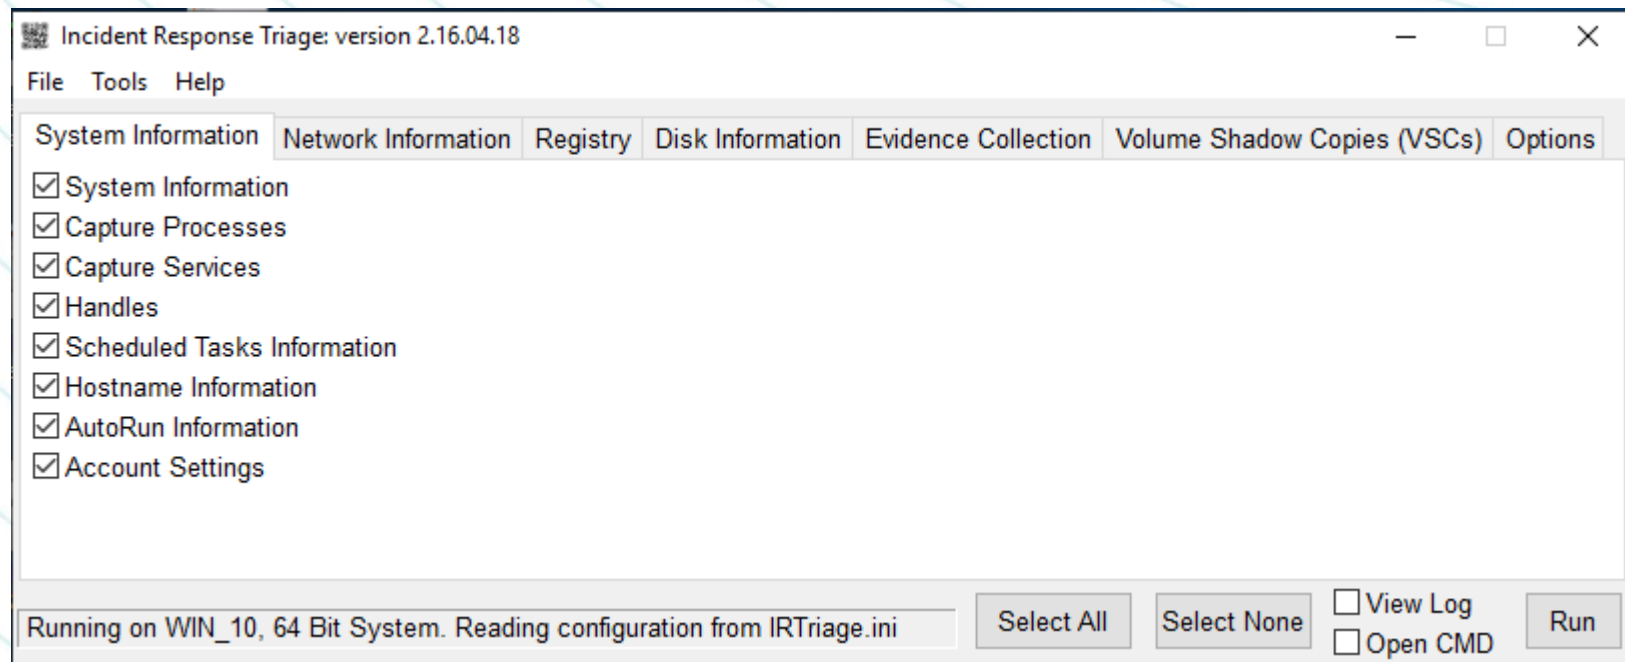 Incident Response Triage: version 2.16.04.18
File Tools Help
System Information Network Information Registry Disk Information Evidence Collection Volume Shadow Copies (VSCs) Options
System Information
Capture Processes
Capture Services
Handles
Scheduled Tasks Information
Hostname Information
AutoRun Information
Account Settings
Running on WIN_10, 64 Bit System. Reading configuration from IRTriage.ini
Select All
Select None
View Log
Open CMD
Run